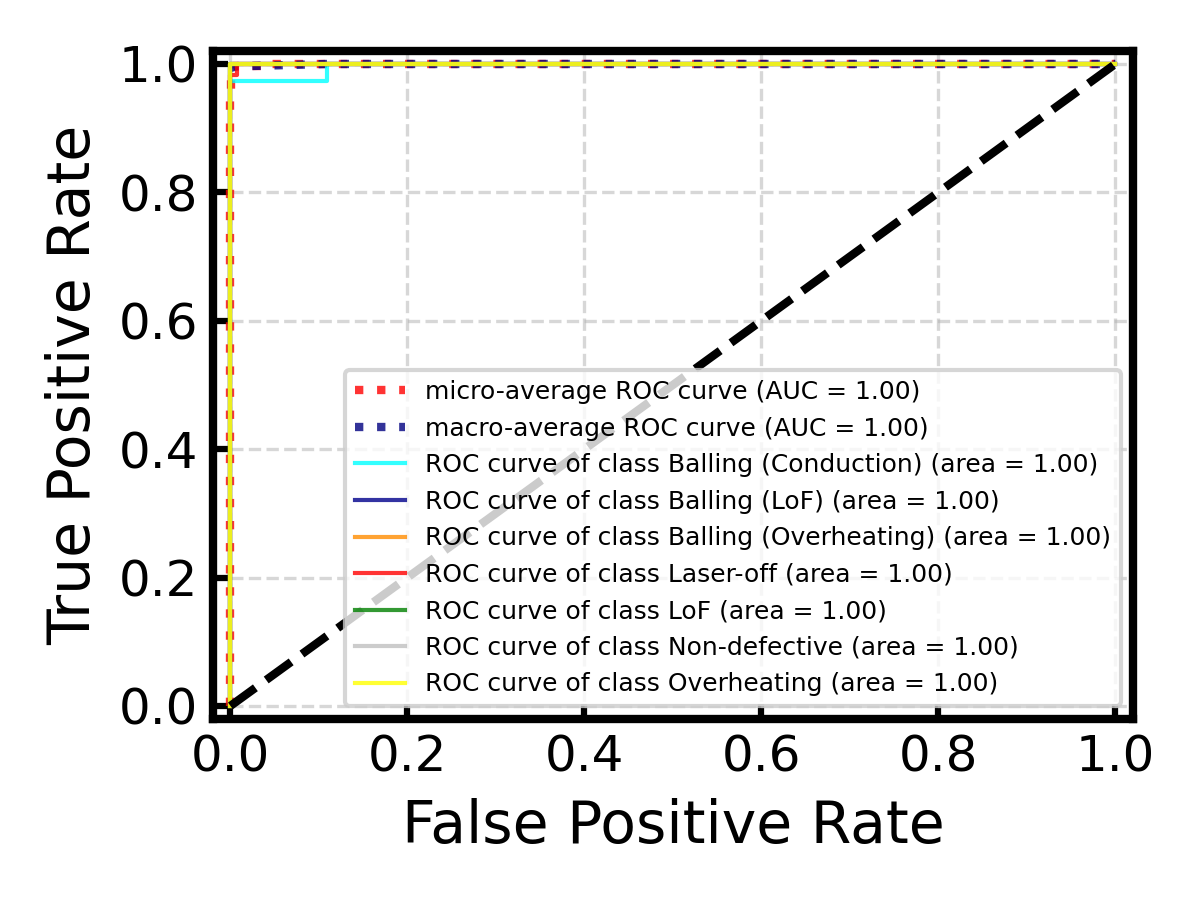 True Positive Rate
1.0
0.8
0.6
0.4
0.2
0.0
micro-average ROC curve (AUC = 1.00)
macro-average ROC curve (AUC = 1.00)
ROC curve of class Balling (Conduction) (area = 1.00)
ROC curve of class Balling (LoF) (area = 1.00)
ROC curve of class Balling (Overheating) (area = 1.00)
ROC curve of class Laser-off (area = 1.00)
ROC curve of class LoF (area = 1.00)
ROC curve of class Non-defective (area = 1.00)
ROC curve of class Overheating (area = 1.00)
0.0 0.2 0.4 0.6 0.8 1.0
False Positive Rate